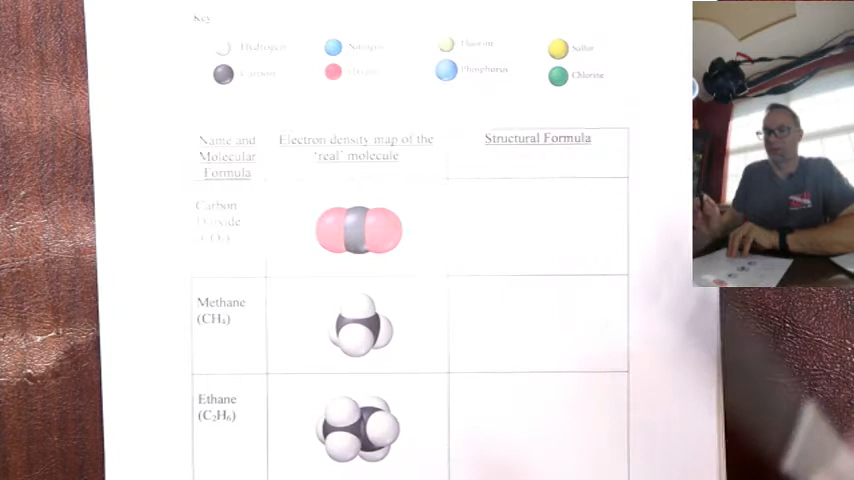 Key
Hydrogen
Nitrogen
Fluorine
Sulfur
Carbon
Oxygen
Phosphorus
Chlorine
Name and
Molecular
Formula
Electron density map of the
'real' molecule
Structural Formula
Carbon
Dioxide
(CO₂)
Methane
(CH₄)
Ethane
(C₂H₆)